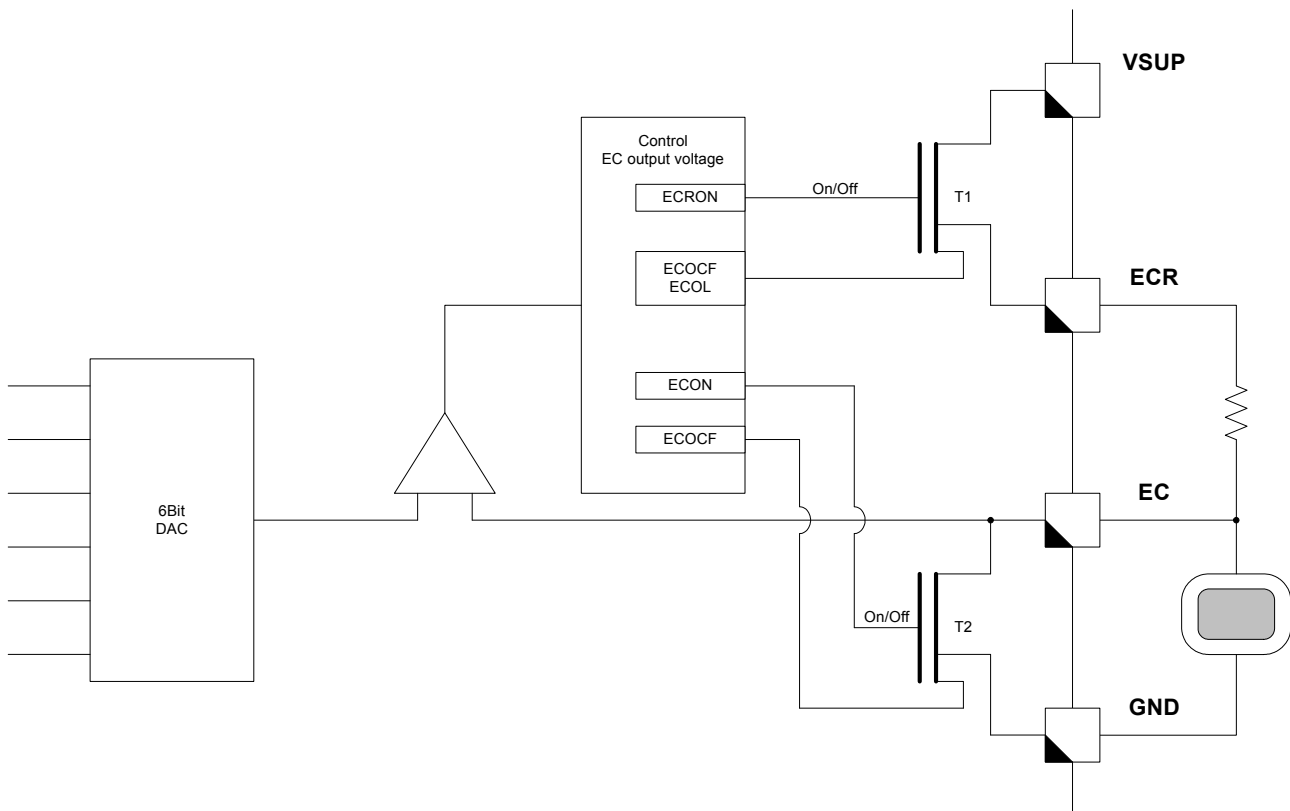 VSUP
Control
EC output voltage
ECRON
On/Off
T1
ECOCF
ECOL
ECR
ECON
ECOCF
6Bit
DAC
EC
On/Off
T2
GND